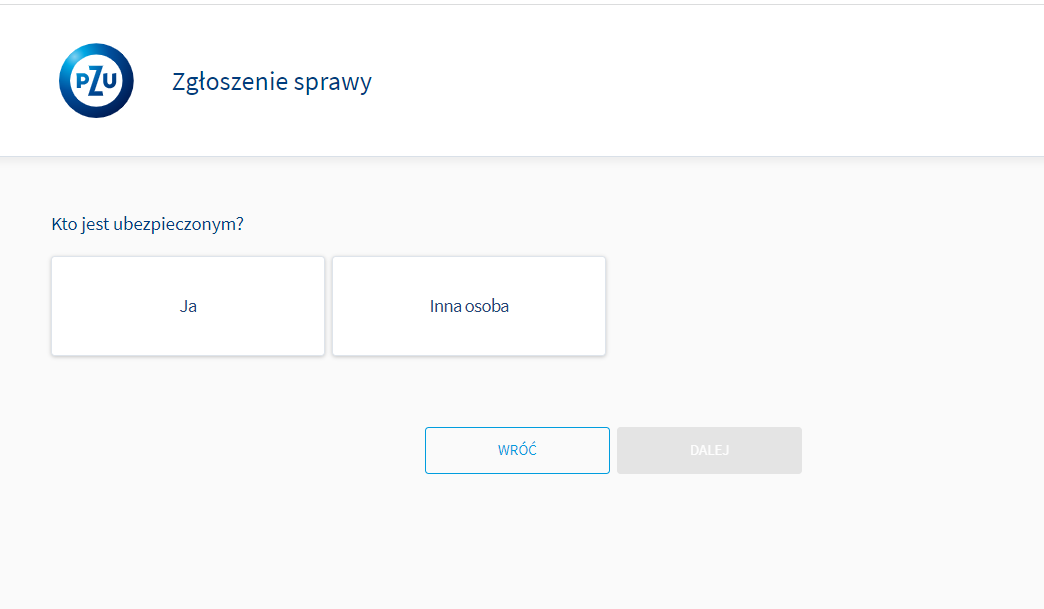 PZU
Zgłoszenie sprawy
Kto jest ubezpieczonym?
Ja
Inna osoba
WRÓĆ
DALEJ